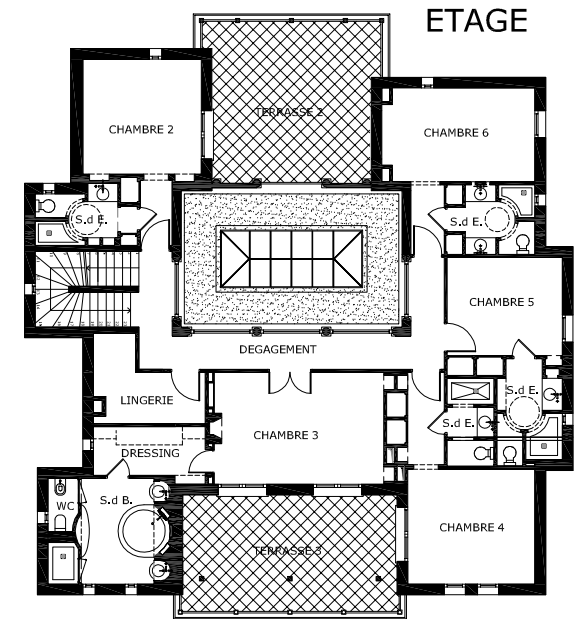 ETAGE
TERRASSE 2
CHAMBRE 2
CHAMBRE 6
S.d E.
S.d E.
CHAMBRE 5
DEGAGEMENT
LINGERIE
S.d E.
CHAMBRE 3
S.d E.
DRESSING
S.d B.
WC
CHAMBRE 4
TERRASSE 3